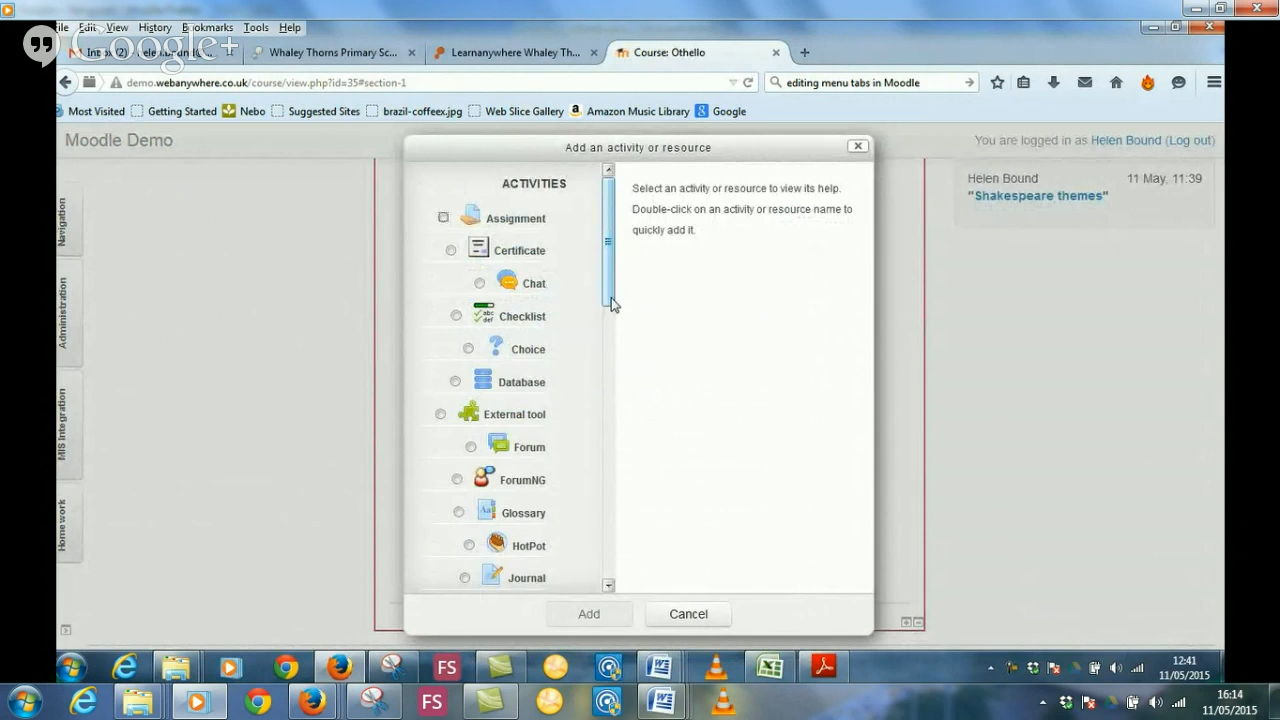 File Edit View History Bookmarks Tools Help
Google+
Whaley Thorns Primary Sc...
Learnanywhere Whaley Th...
Course: Othello
demo.webanywhere.co.uk/course/view.php?id=35#section-1
editing menu tabs in Moodle
Most Visited Getting Started Nebo Suggested Sites brazil-coffeex.jpg Web Slice Gallery Amazon Music Library Google
Moodle Demo
You are logged in as Helen Bound (Log out)
Add an activity or resource
Navigation
Administration
MIS Integration
Homework
ACTIVITIES
Assignment
Certificate
Chat
Checklist
Choice
Database
External tool
Forum
ForumNG
Glossary
HotPot
Journal
Select an activity or resource to view its help.
Double-click on an activity or resource name to
quickly add it.
Helen Bound 11 May, 11:39
"Shakespeare themes"
Add Cancel
FS
12:41
11/05/2015
FS
16:14
11/05/2015